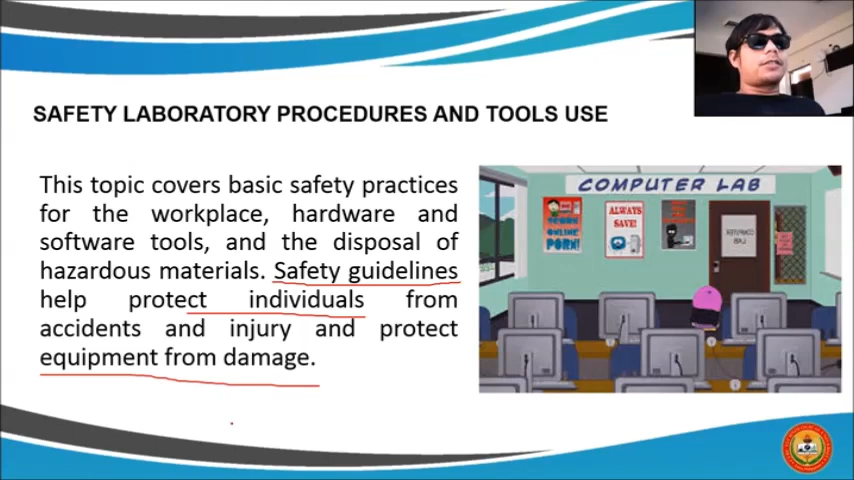 SAFETY LABORATORY PROCEDURES AND TOOLS USE
This topic covers basic safety practices
for the workplace, hardware and
software tools, and the disposal of
hazardous materials. Safety guidelines
help protect individuals from
accidents and injury and protect
equipment from damage.
COMPUTER LAB
ONLINE
PORN!
ALWAYS
SAVE!